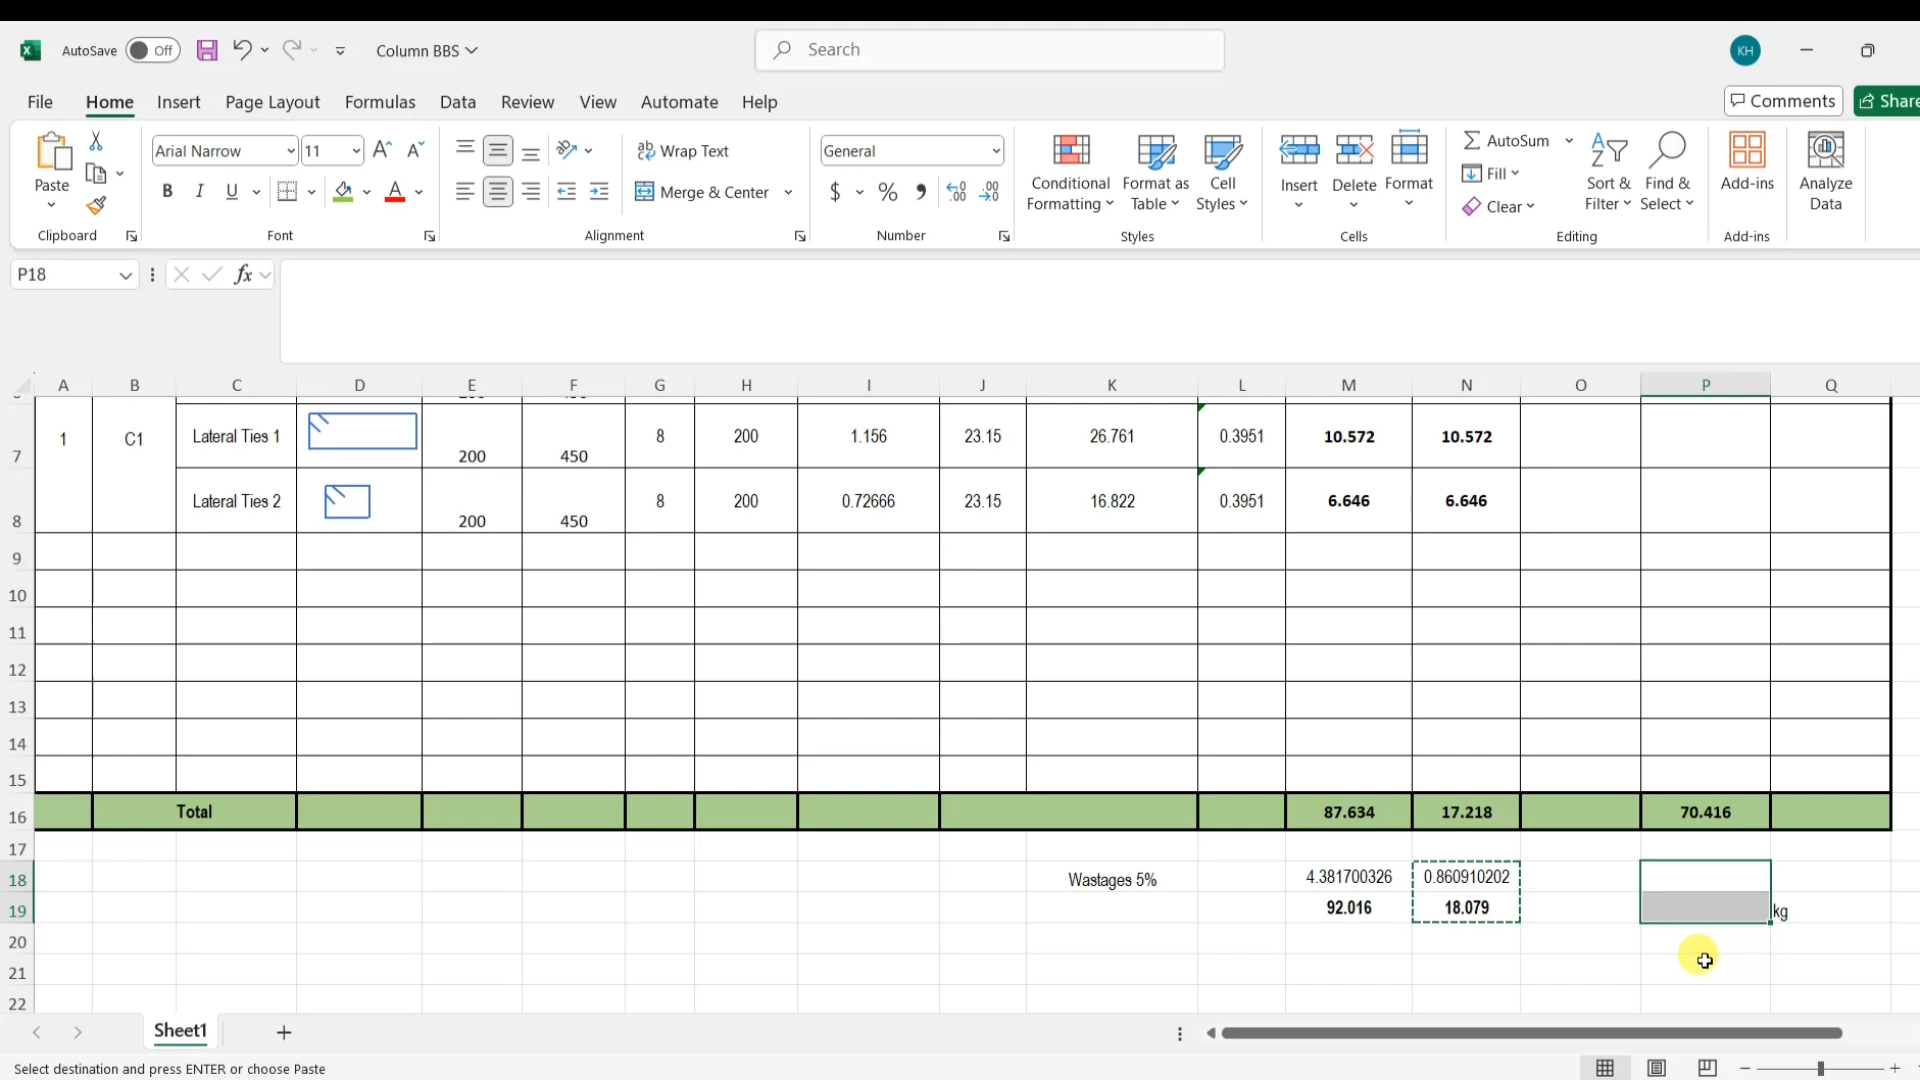 AutoSave Off Column BBS Search KH
File Home Insert Page Layout Formulas Data Review View Automate Help Comments Share
Paste Arial Narrow 11 Wrap Text General Conditional Formatting Format as Table Cell Styles Insert Delete Format AutoSum Fill Clear Sort & Filter Find & Select Add-ins Analyze Data
B I U Merge & Center $ %
Clipboard Font Alignment Number Styles Cells Editing Add-ins
P18 fx
A B C D E F G H I J K L M N O P Q
7 1 C1 Lateral Ties 1 200 450 8 200 1.156 23.15 26.761 0.3951 10.572 10.572
8 Lateral Ties 2 200 450 8 200 0.72666 23.15 16.822 0.3951 6.646 6.646
9
10
11
12
13
14
15
16 Total 87.634 17.218 70.416
17
18 Wastages 5% 4.381700326 0.860910202
19 92.016 18.079 kg
20
21
22
Sheet1
Select destination and press ENTER or choose Paste